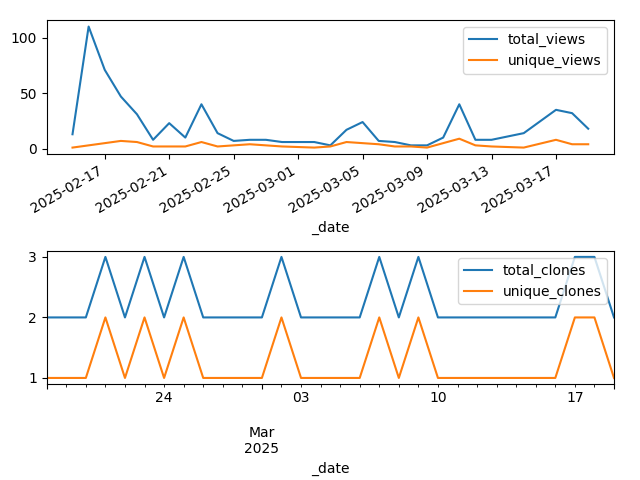 100
50
0
total_views
unique_views
2025-02-17
2025-02-21
2025-02-25
2025-03-01
2025-03-05
2025-03-09
2025-03-13
2025-03-17
_date
3
2
1
total_clones
unique_clones
24
03
10
17
Mar
2025
_date